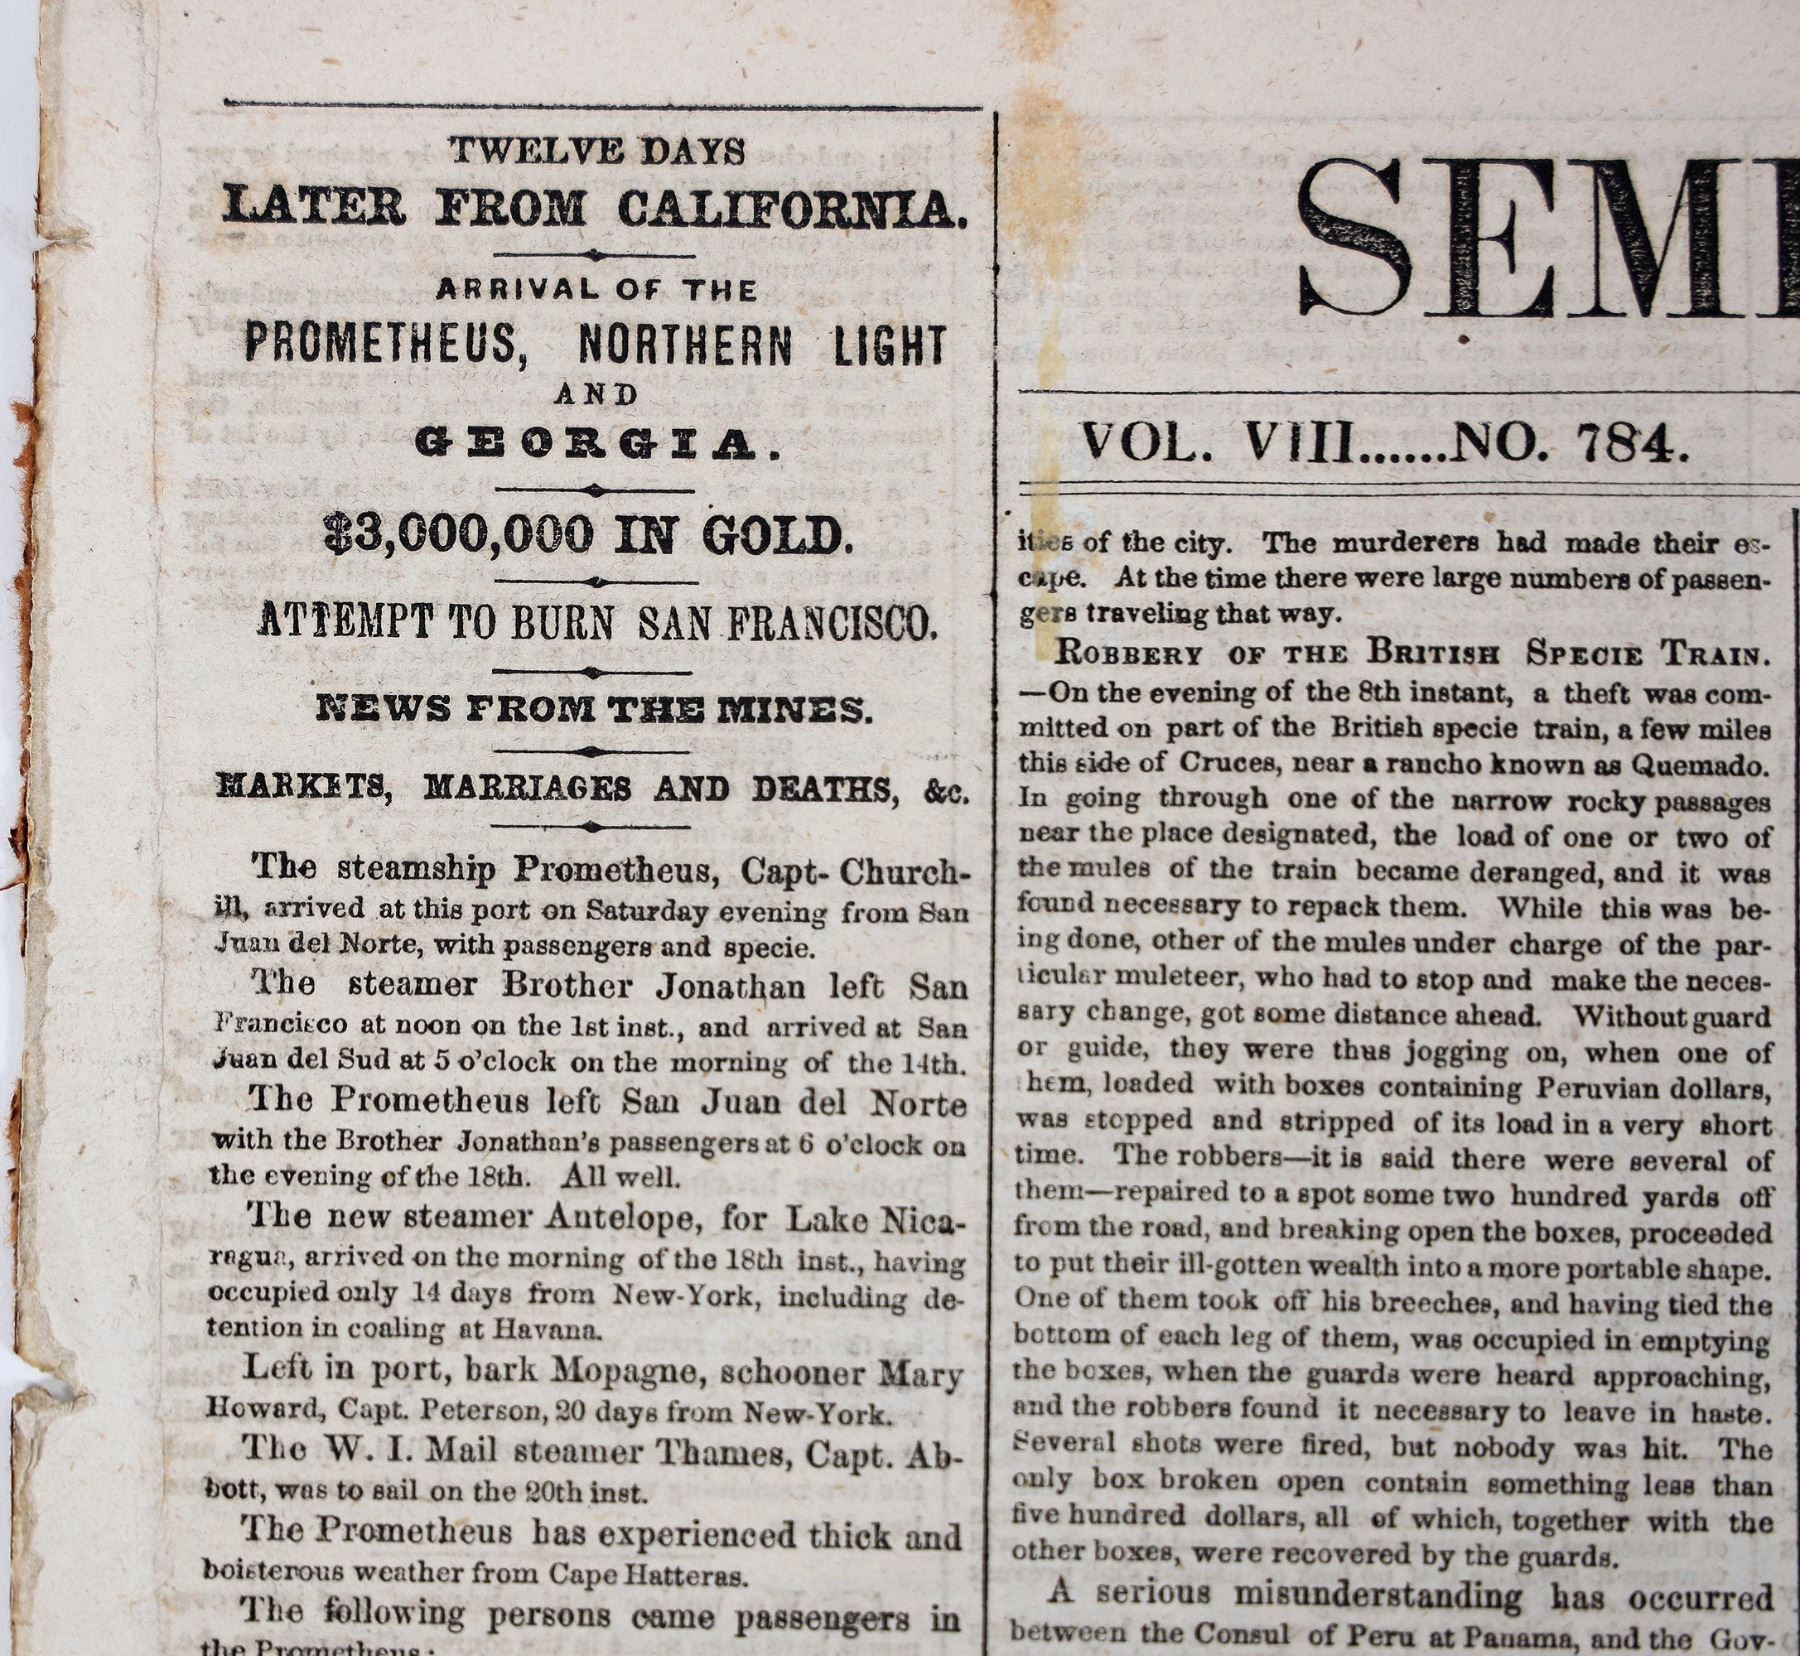 TWELVE DAYS
LATER FROM CALIFORNIA.
ARRIVAL OF THE
PROMETHEUS, NORTHERN LIGHT
AND
GEORGIA.
$3,000,000 IN GOLD.
ATTEMPT TO BURN SAN FRANCISCO.
NEWS FROM THE MINES.
MARKETS, MARRIAGES AND DEATHS, &c.
The steamship Prometheus, Capt- Church-
ill, arrived at this port on Saturday evening from San
Juan del Norte, with passengers and specie.
The steamer Brother Jonathan left San
Francisco at noon on the 1st inst., and arrived at San
Juan del Sud at 5 o'clock on the morning of the 14th.
The Prometheus left San Juan del Norte
with the Brother Jonathan's passengers at 6 o'clock on
the evening of the 18th. All well.
The new steamer Antelope, for Lake Nica-
ragua, arrived on the morning of the 18th inst., having
occupied only 14 days from New-York, including de-
tention in coaling at Havana.
Left in port, bark Mopagne, schooner Mary
Howard, Capt. Peterson, 20 days from New-York.
The W. I. Mail steamer Thames, Capt. Ab-
bott, was to sail on the 20th inst.
The Prometheus has experienced thick and
boisterous weather from Cape Hatteras.
The following persons came passengers in
the Prometheus:
SEMI
VOL. VIII......NO. 784.
ities of the city. The murderers had made their es-
cape. At the time there were large numbers of passen-
gers traveling that way.
ROBBERY OF THE BRITISH SPECIE TRAIN.
—On the evening of the 8th instant, a theft was com-
mitted on part of the British specie train, a few miles
this side of Cruces, near a rancho known as Quemado.
In going through one of the narrow rocky passages
near the place designated, the load of one or two of
the mules of the train became deranged, and it was
found necessary to repack them. While this was be-
ing done, other of the mules under charge of the par-
ticular muleteer, who had to stop and make the neces-
sary change, got some distance ahead. Without guard
or guide, they were thus jogging on, when one of
hem, loaded with boxes containing Peruvian dollars,
was stopped and stripped of its load in a very short
time. The robbers—it is said there were several of
them—repaired to a spot some two hundred yards off
from the road, and breaking open the boxes, proceeded
to put their ill-gotten wealth into a more portable shape.
One of them took off his breeches, and having tied the
bottom of each leg of them, was occupied in emptying
the boxes, when the guards were heard approaching,
and the robbers found it necessary to leave in haste.
Several shots were fired, but nobody was hit. The
only box broken open contain something less than
five hundred dollars, all of which, together with the
other boxes, were recovered by the guards.
A serious misunderstanding has occurred
between the Consul of Peru at Panama, and the Gov-